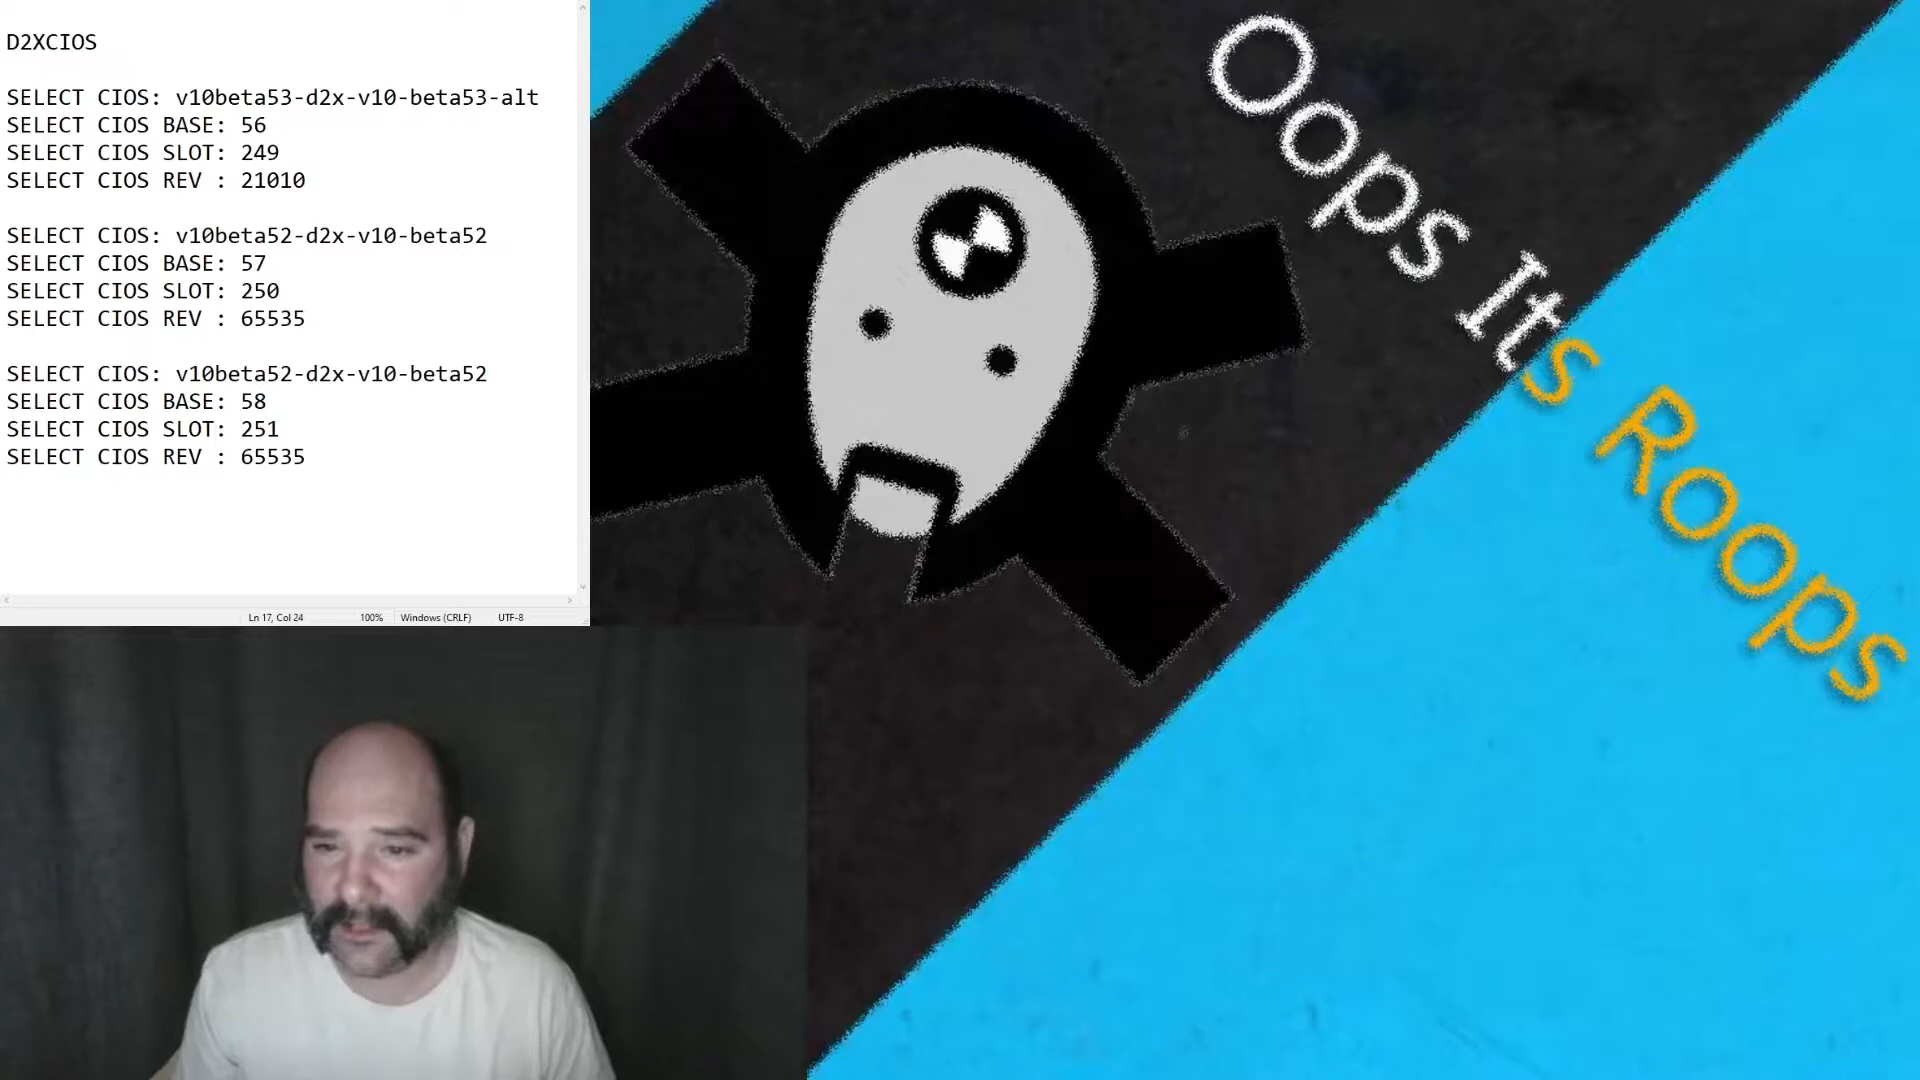 D2XCIOS
SELECT CIOS: v10beta53-d2x-v10-beta53-alt
SELECT CIOS BASE: 56
SELECT CIOS SLOT: 249
SELECT CIOS REV : 21010
SELECT CIOS: v10beta52-d2x-v10-beta52
SELECT CIOS BASE: 57
SELECT CIOS SLOT: 250
SELECT CIOS REV : 65535
SELECT CIOS: v10beta52-d2x-v10-beta52
SELECT CIOS BASE: 58
SELECT CIOS SLOT: 251
SELECT CIOS REV : 65535
Ln 17, Col 24 100% Windows (CRLF) UTF-8
Oops Its Roops